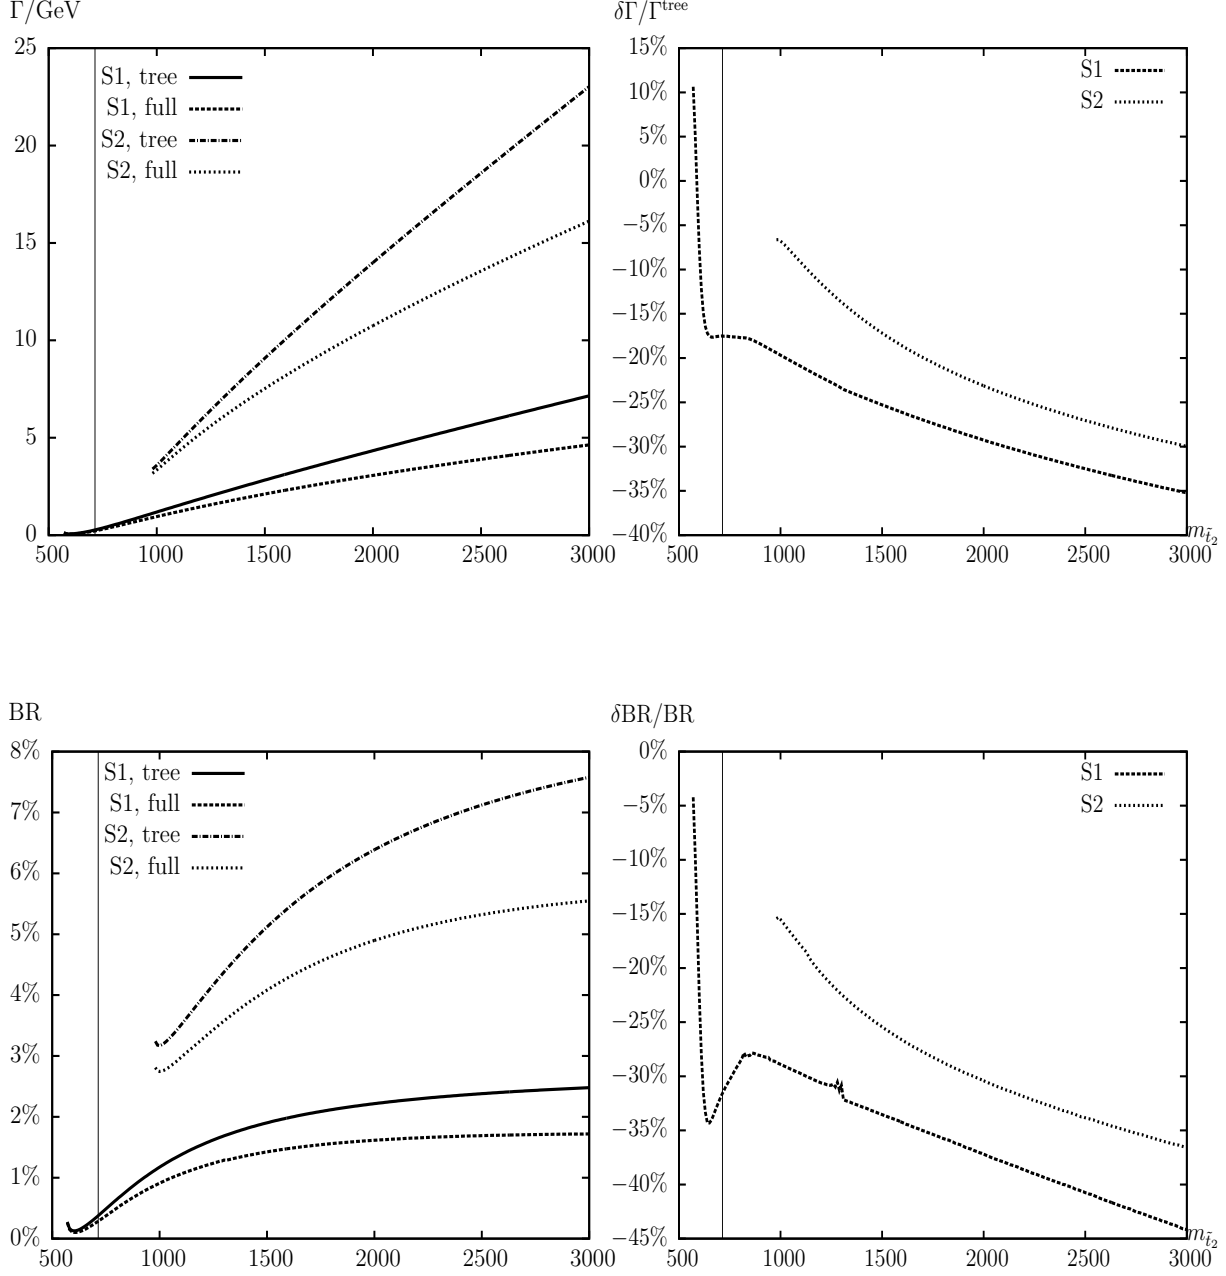 Γ/GeV
25
20
15
10
5
0
500 1000 1500 2000 2500 3000
S1, tree
S1, full
S2, tree
S2, full
δΓ/Γ^tree
15%
10%
5%
0%
−5%
−10%
−15%
−20%
−25%
−30%
−35%
−40%
500 1000 1500 2000 2500 3000
m_t̃₂
S1
S2
BR
8%
7%
6%
5%
4%
3%
2%
1%
0%
500 1000 1500 2000 2500 3000
S1, tree
S1, full
S2, tree
S2, full
δBR/BR
0%
−5%
−10%
−15%
−20%
−25%
−30%
−35%
−40%
−45%
500 1000 1500 2000 2500 3000
m_t̃₂
S1
S2